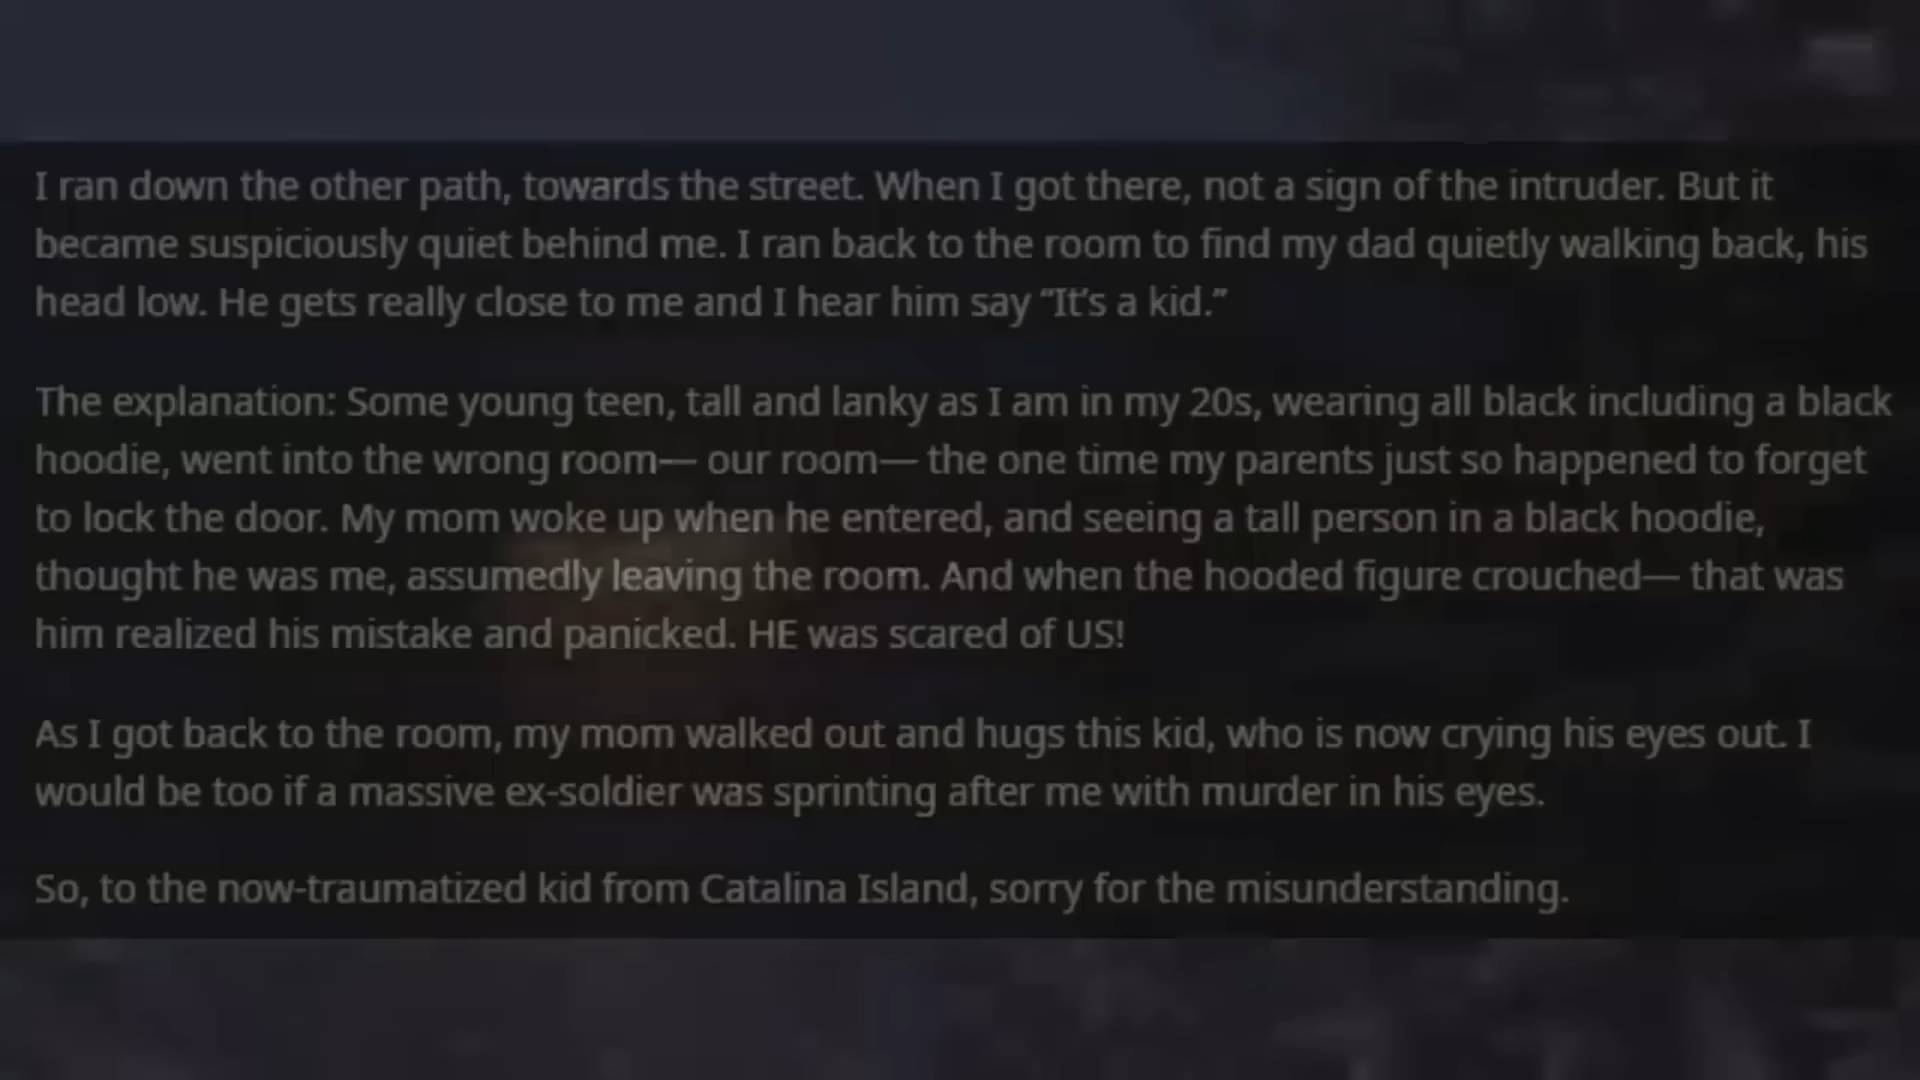 I ran down the other path, towards the street. When I got there, not a sign of the intruder. But it
became suspiciously quiet behind me. I ran back to the room to find my dad quietly walking back, his
head low. He gets really close to me and I hear him say “It’s a kid.”
The explanation: Some young teen, tall and lanky as I am in my 20s, wearing all black including a black
hoodie, went into the wrong room— our room— the one time my parents just so happened to forget
to lock the door. My mom woke up when he entered, and seeing a tall person in a black hoodie,
thought he was me, assumedly leaving the room. And when the hooded figure crouched— that was
him realized his mistake and panicked. HE was scared of US!
As I got back to the room, my mom walked out and hugs this kid, who is now crying his eyes out. I
would be too if a massive ex-soldier was sprinting after me with murder in his eyes.
So, to the now-traumatized kid from Catalina Island, sorry for the misunderstanding.